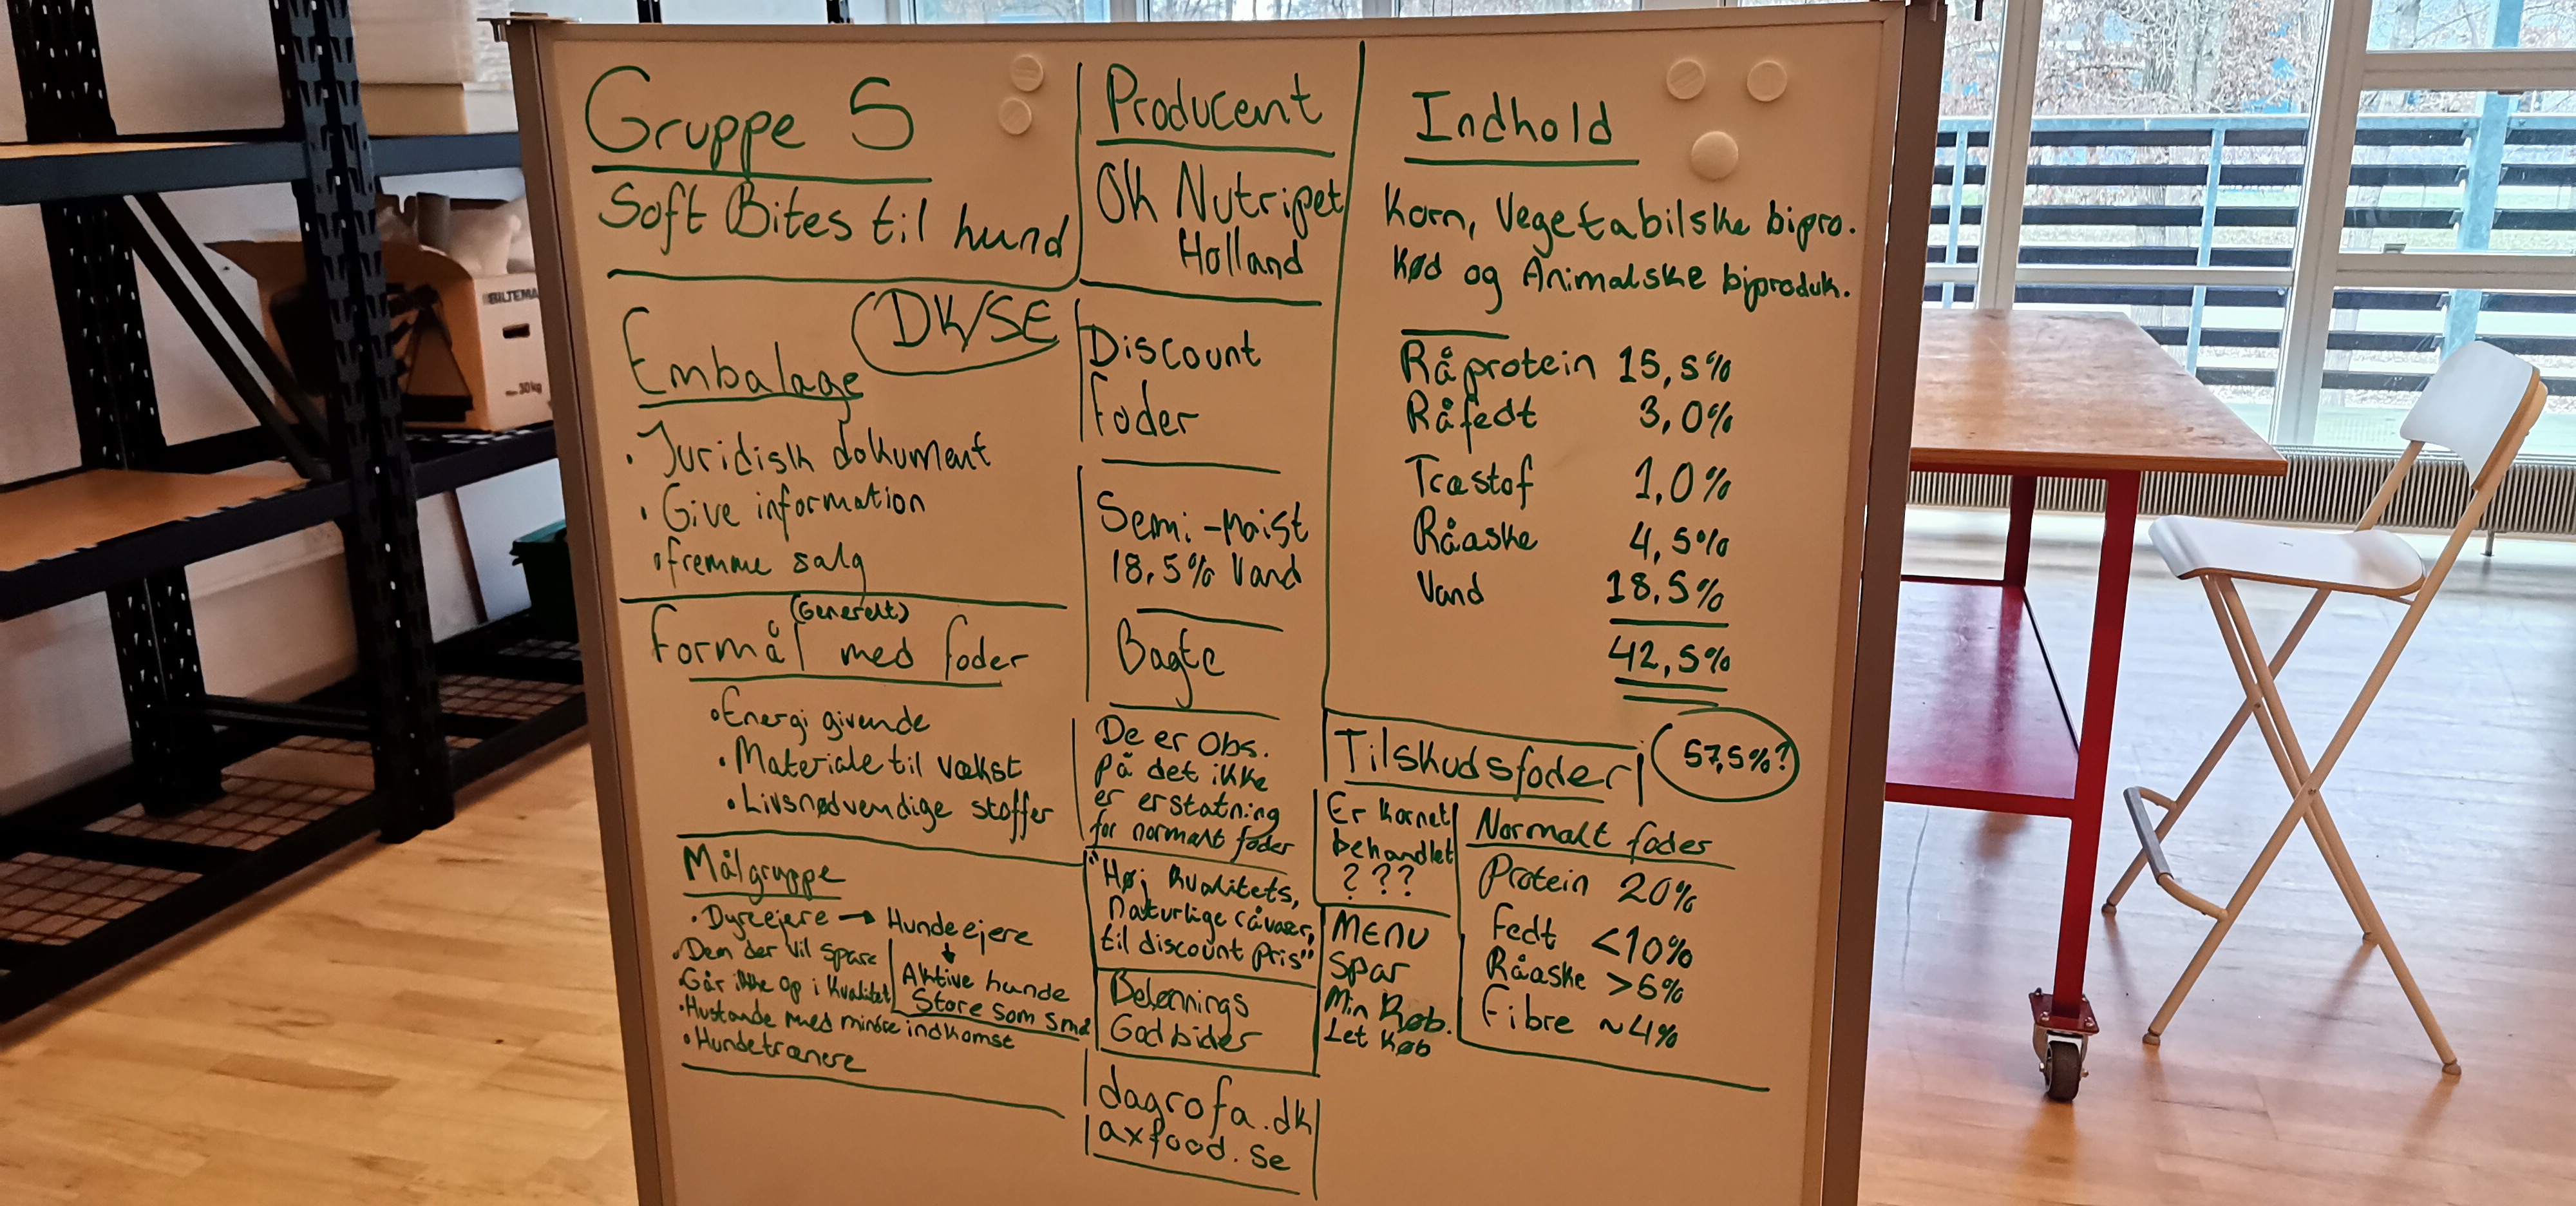 Gruppe 5
Soft Bites til hund
DK/SE
Embalage
• Juridisk dokument
• Give information
• fremme salg
(Generelt)
Formål med foder
• Energi givende
• Materiale til vækst
• Livsnødvendige stoffer
Målgruppe
• Dyreejere → Hundeejere
• Dem der vil spare
• Går ikke op i kvalitet
Aktive hunde
Store som små
• Hustande med mindre indkomst
• Hundetrænere
Producent
OK Nutripet
Holland
Discount
Foder
Semi-Moist
18,5% Vand
Bagte
De er obs.
på det ikke
er erstatning
for normalt foder
"Høj kvalitets,
naturlige råvarer,
til discount pris"
Belønnings
Godbider
dagrofa.dk
axfood.se
Indhold
Korn, Vegetabilske bipro.
Kød og Animalske biproduk.
Råprotein 15,5%
Råfedt 3,0%
Træstof 1,0%
Råaske 4,5%
Vand 18,5%
42,5%
57,5%?
Tilskudsfoder
Er kornet
behandlet
???
MENU
Spar
Min Køb.
Let Køb
Normalt foder
Protein 20%
Fedt <10%
Råaske >6%
Fibre ~4%
BILTEMA
30kg